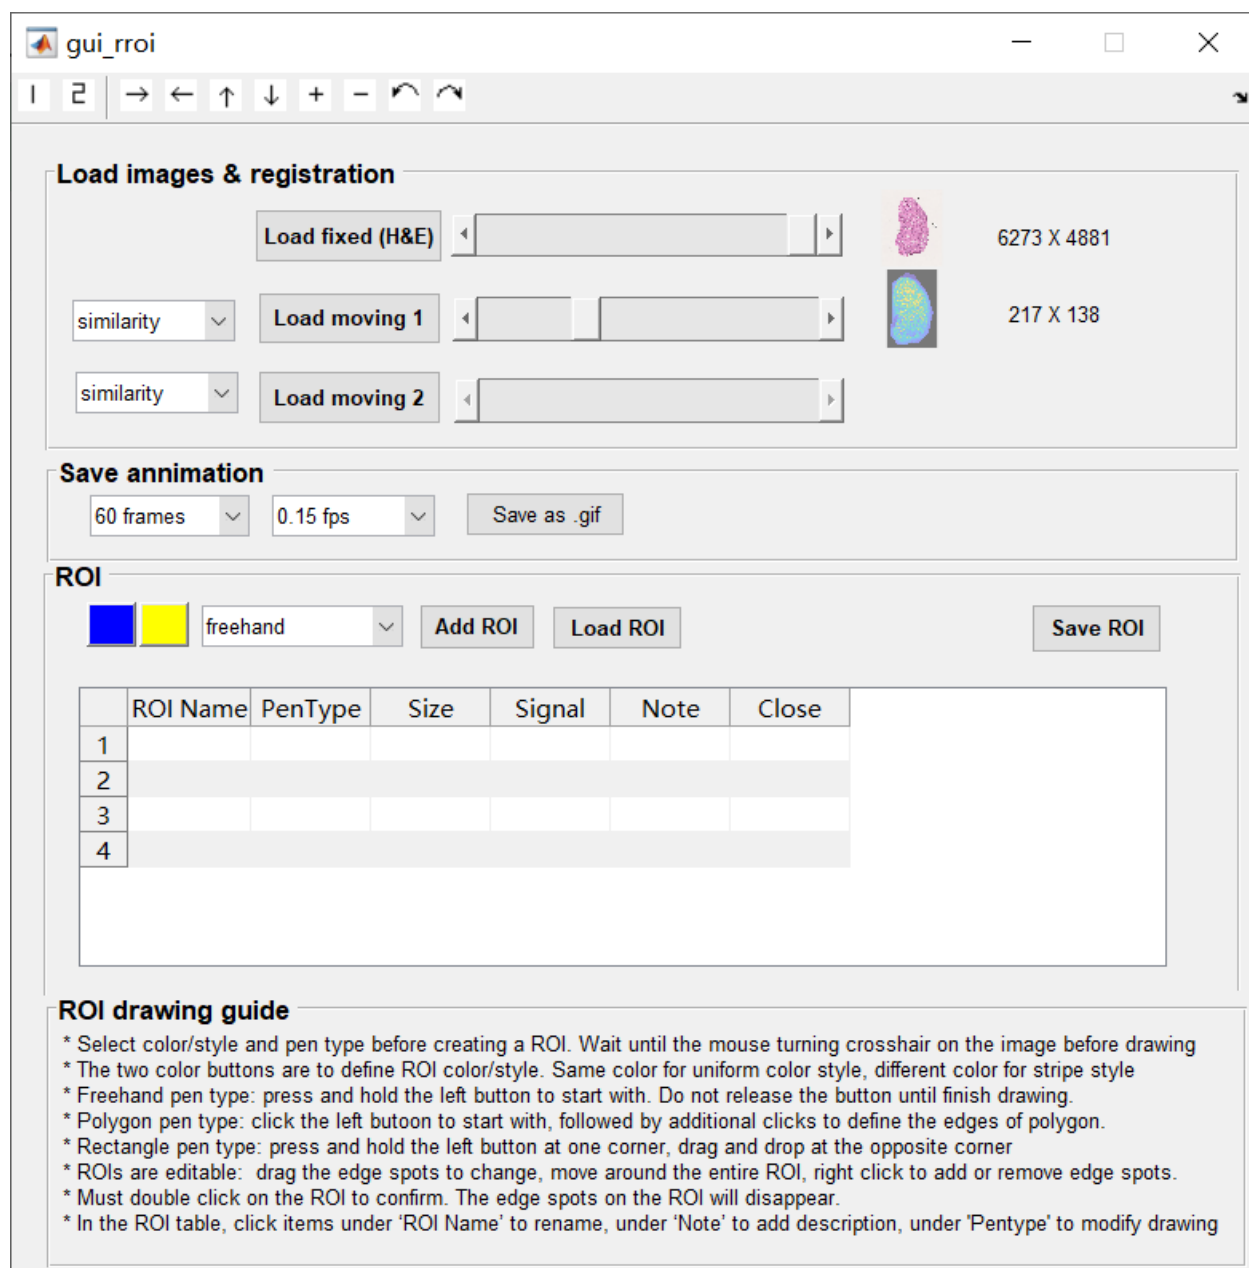 gui_rroi
1 2
Load images & registration
Load fixed (H&E)
6273 X 4881
similarity
Load moving 1
217 X 138
similarity
Load moving 2
Save annimation
60 frames
0.15 fps
Save as .gif
ROI
freehand
Add ROI
Load ROI
Save ROI
ROI Name PenType Size Signal Note Close
1
2
3
4
ROI drawing guide
* Select color/style and pen type before creating a ROI. Wait until the mouse turning crosshair on the image before drawing
* The two color buttons are to define ROI color/style. Same color for uniform color style, different color for stripe style
* Freehand pen type: press and hold the left button to start with. Do not release the button until finish drawing.
* Polygon pen type: click the left butoon to start with, followed by additional clicks to define the edges of polygon.
* Rectangle pen type: press and hold the left button at one corner, drag and drop at the opposite corner
* ROIs are editable:  drag the edge spots to change, move around the entire ROI, right click to add or remove edge spots.
* Must double click on the ROI to confirm. The edge spots on the ROI will disappear.
* In the ROI table, click items under ‘ROI Name’ to rename, under ‘Note’ to add description, under 'Pentype' to modify drawing